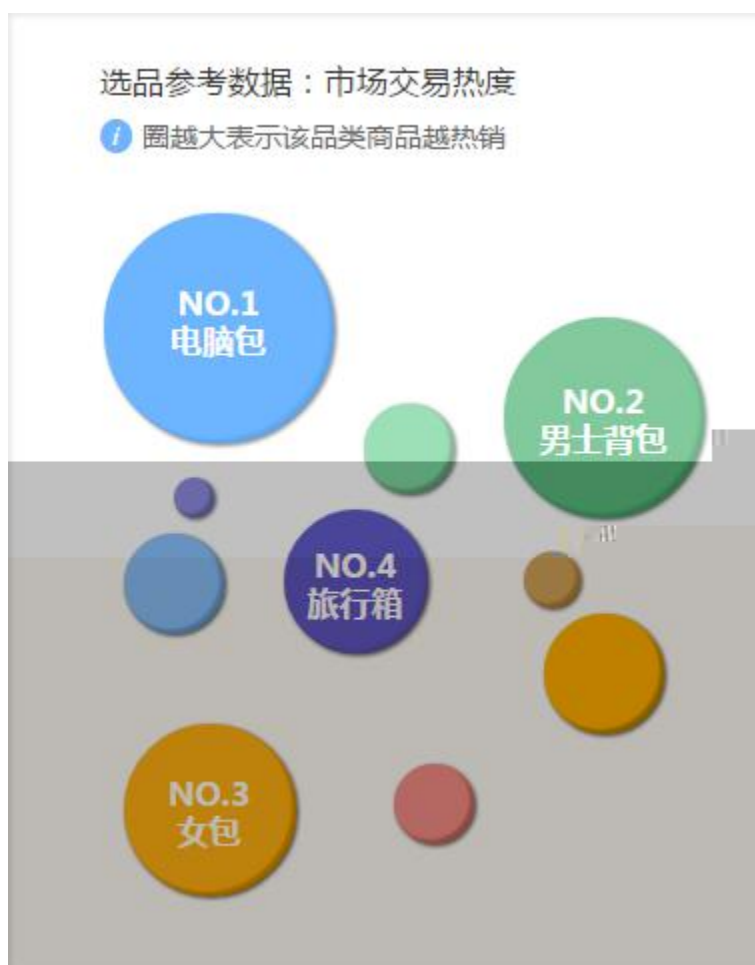 选品参考数据：市场交易热度
i 圈越大表示该品类商品越热销
NO.1
电脑包
NO.2
男士背包
NO.4
旅行箱
NO.3
女包